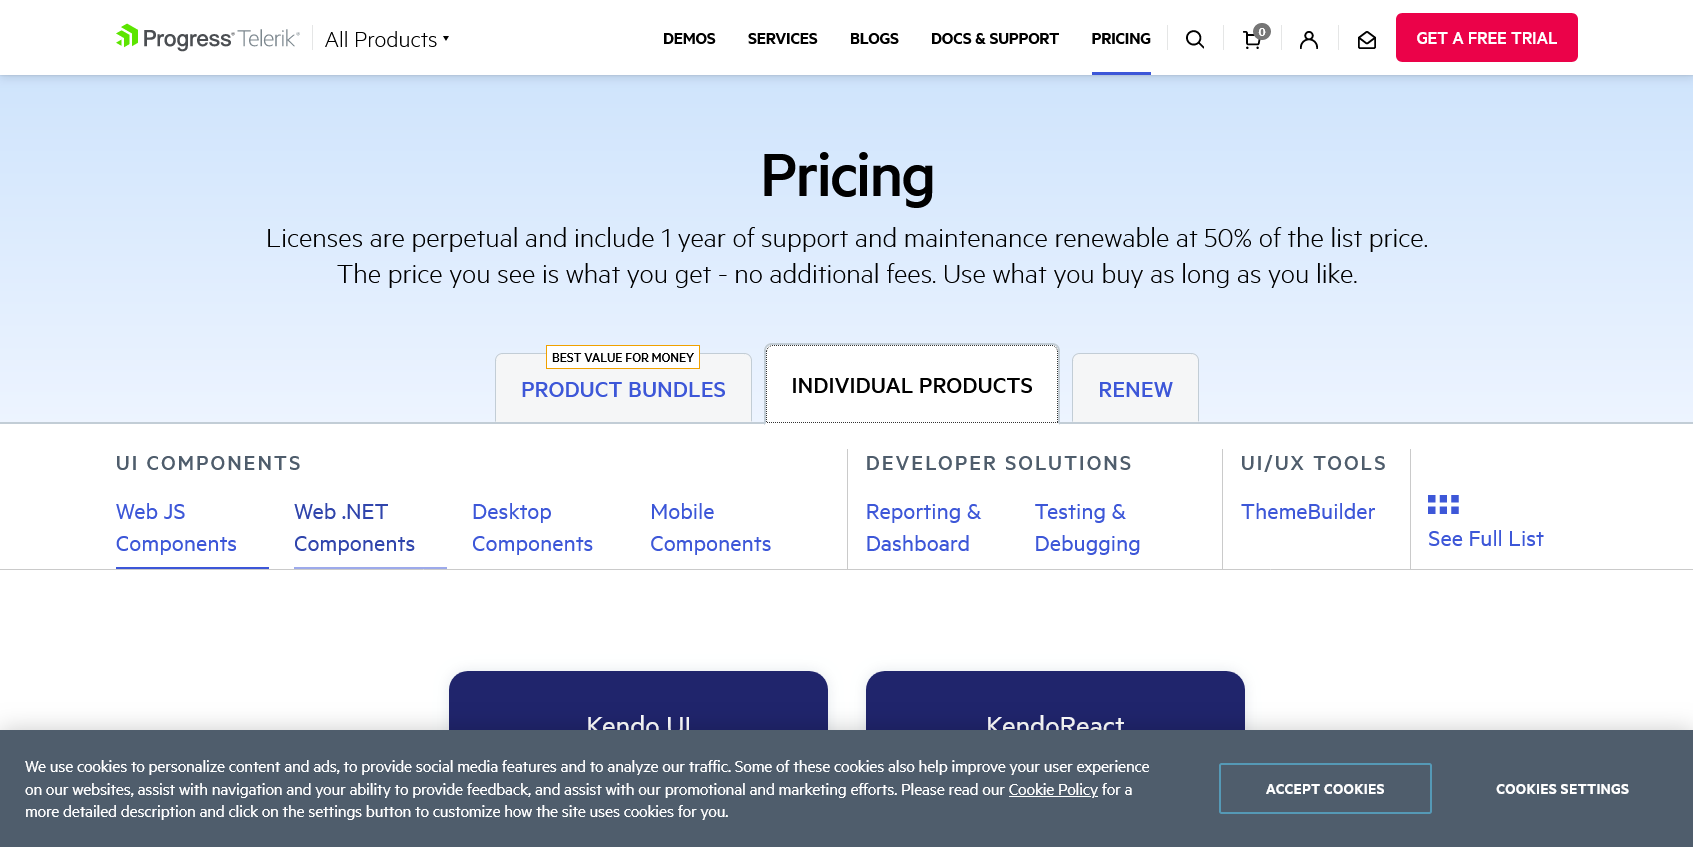 Progress® Telerik®
All Products
DEMOS
SERVICES
BLOGS
DOCS & SUPPORT
PRICING
0
GET A FREE TRIAL
Pricing
Licenses are perpetual and include 1 year of support and maintenance renewable at 50% of the list price.
The price you see is what you get - no additional fees. Use what you buy as long as you like.
BEST VALUE FOR MONEY
PRODUCT BUNDLES
INDIVIDUAL PRODUCTS
RENEW
UI COMPONENTS
Web JS
Components
Web .NET
Components
Desktop
Components
Mobile
Components
DEVELOPER SOLUTIONS
Reporting &
Dashboard
Testing &
Debugging
UI/UX TOOLS
ThemeBuilder
See Full List
Kendo UI
KendoReact
We use cookies to personalize content and ads, to provide social media features and to analyze our traffic. Some of these cookies also help improve your user experience
on our websites, assist with navigation and your ability to provide feedback, and assist with our promotional and marketing efforts. Please read our Cookie Policy for a
more detailed description and click on the settings button to customize how the site uses cookies for you.
ACCEPT COOKIES
COOKIES SETTINGS